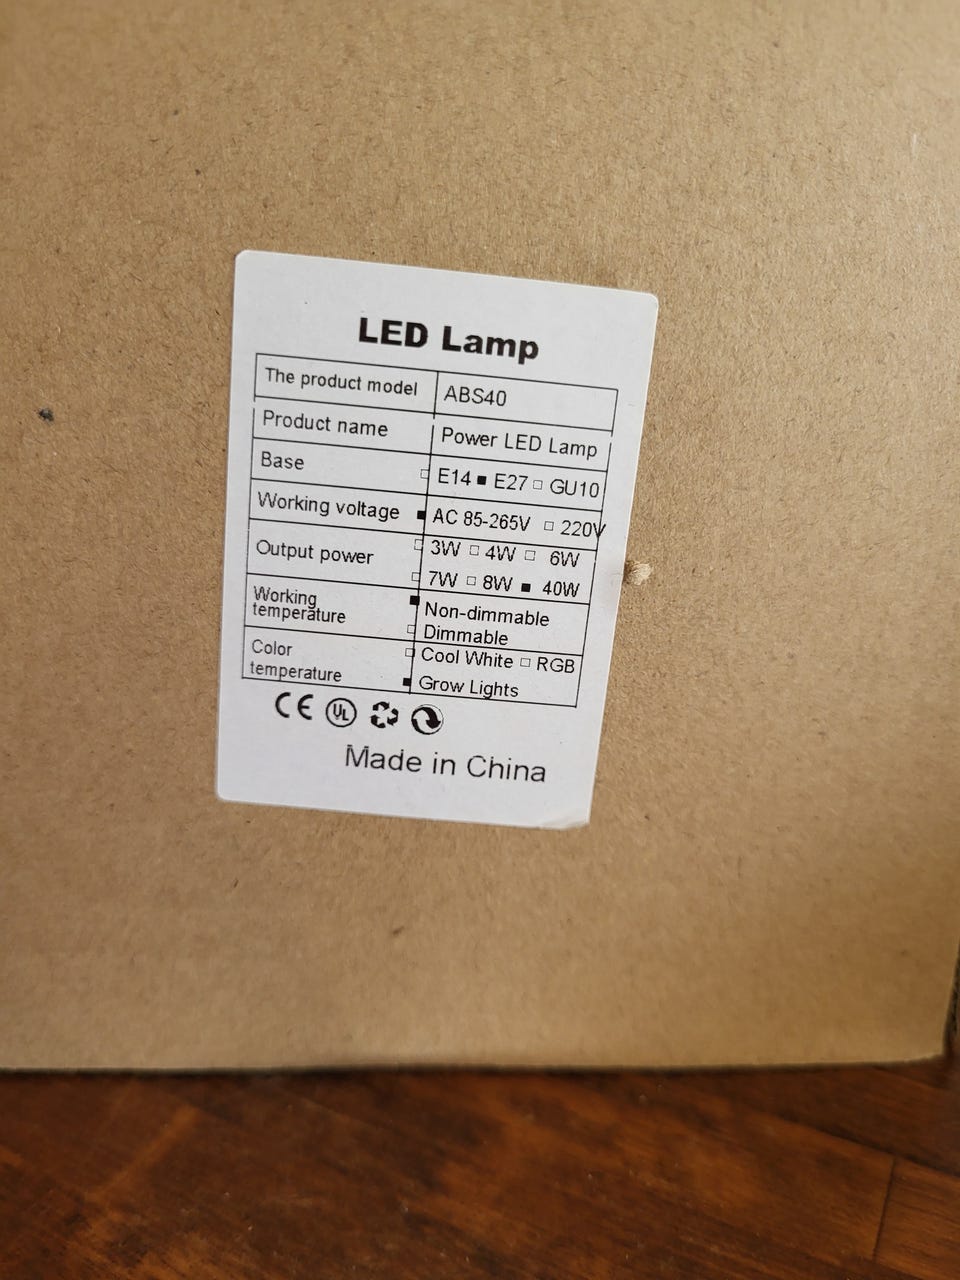 LED Lamp
The product model ABS40
Product name Power LED Lamp
Base □ E14 ■ E27 □ GU10
Working voltage ■ AC 85-265V □ 220V
Output power □ 3W □ 4W □ 6W
□ 7W □ 8W ■ 40W
Working temperature ■ Non-dimmable
□ Dimmable
Color temperature □ Cool White □ RGB
■ Grow Lights
CE UL
Made in China